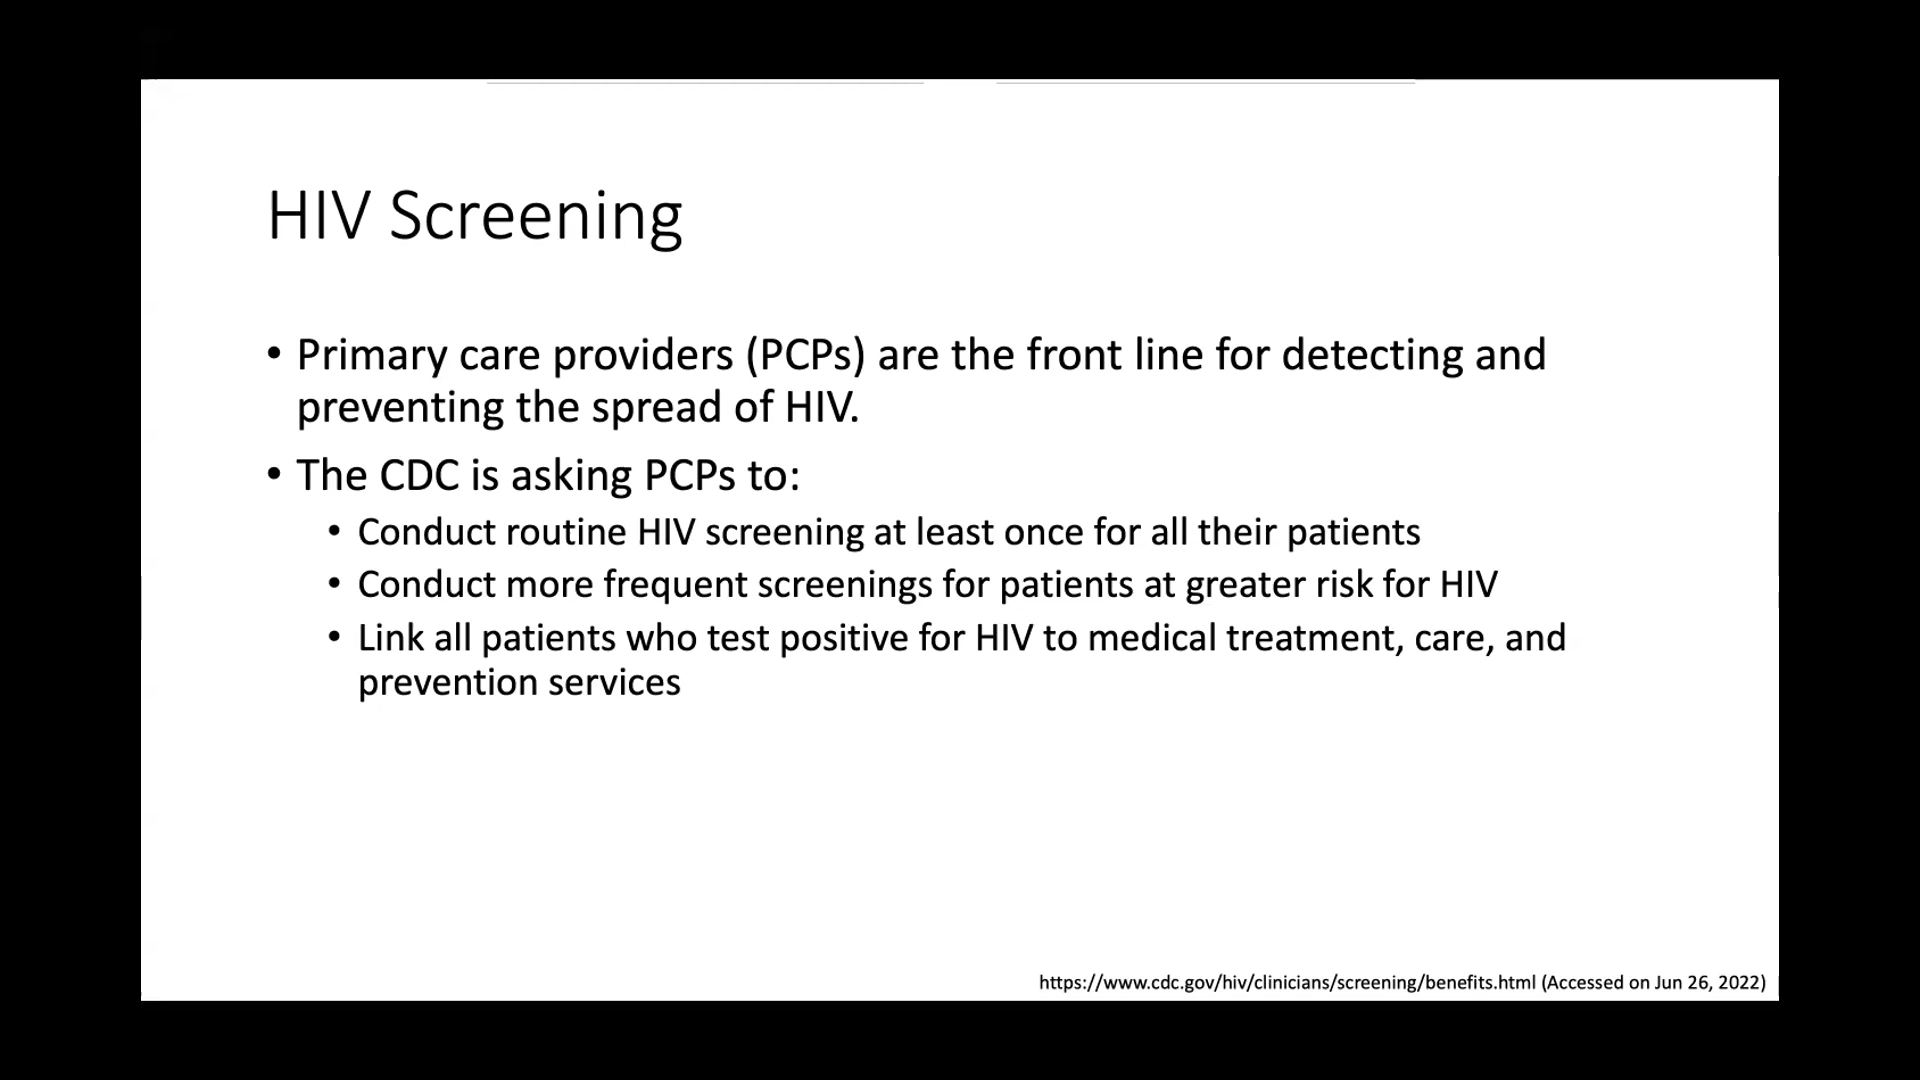 HIV Screening
• Primary care providers (PCPs) are the front line for detecting and
preventing the spread of HIV.
• The CDC is asking PCPs to:
• Conduct routine HIV screening at least once for all their patients
• Conduct more frequent screenings for patients at greater risk for HIV
• Link all patients who test positive for HIV to medical treatment, care, and
prevention services
https://www.cdc.gov/hiv/clinicians/screening/benefits.html (Accessed on Jun 26, 2022)